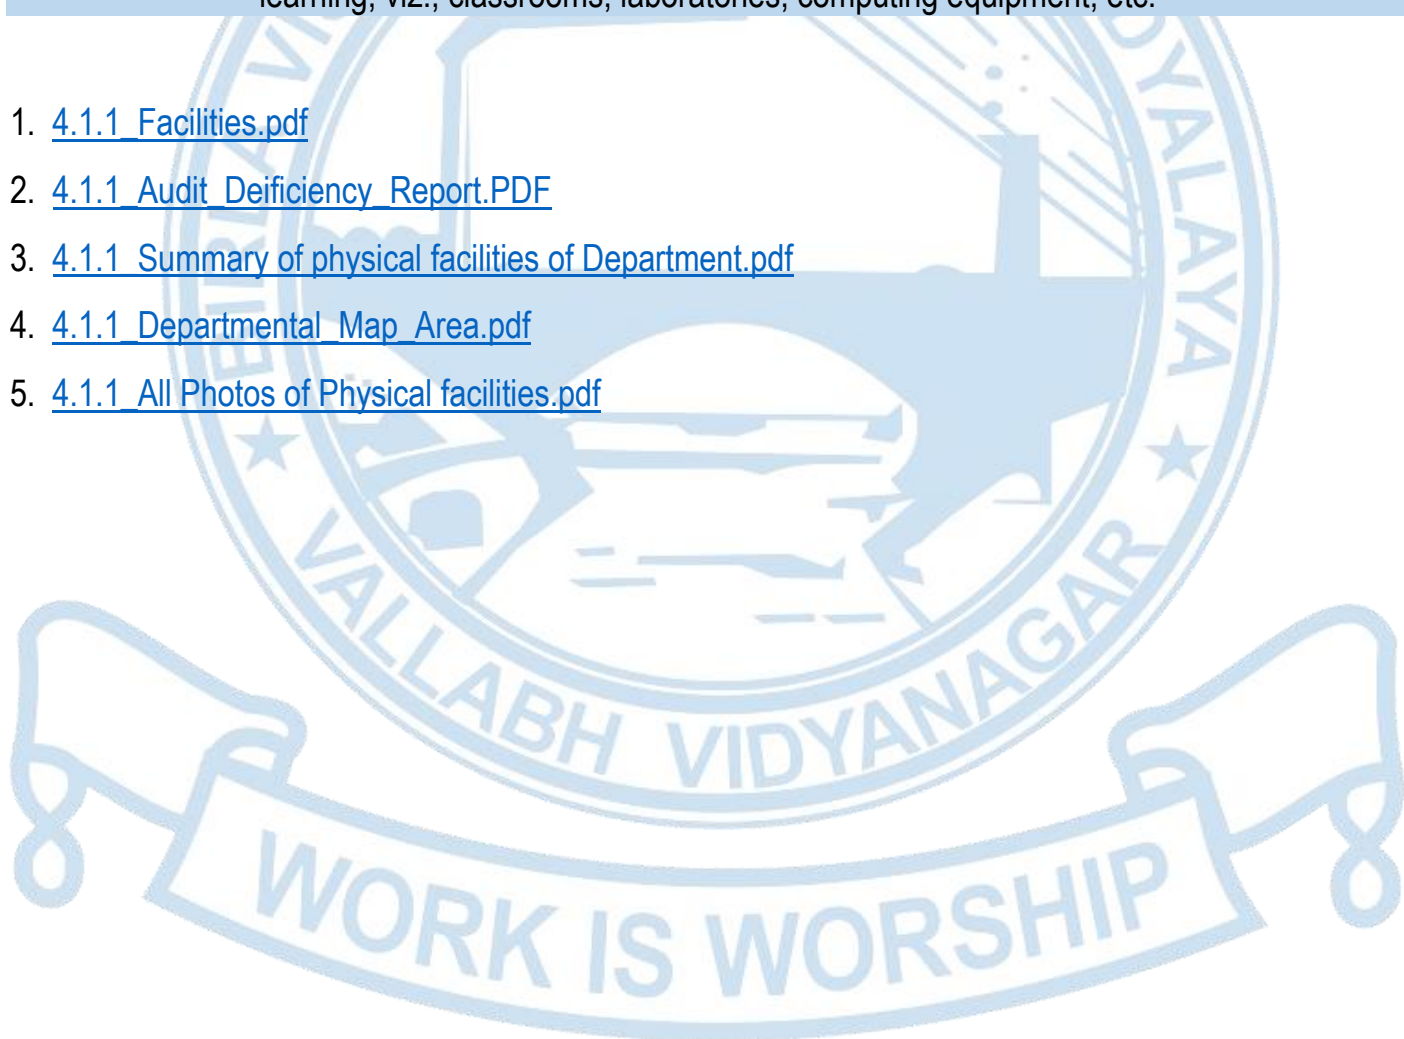 learning, viz., classrooms, laboratories, computing equipment, etc.
1. 4.1.1_Facilities.pdf
2. 4.1.1_Audit_Deificiency_Report.PDF
3. 4.1.1_Summary of physical facilities of Department.pdf
4. 4.1.1_Departmental_Map_Area.pdf
5. 4.1.1_All Photos of Physical facilities.pdf
BIRLA
VALLABH VIDYANAGAR
WORK IS WORSHIP